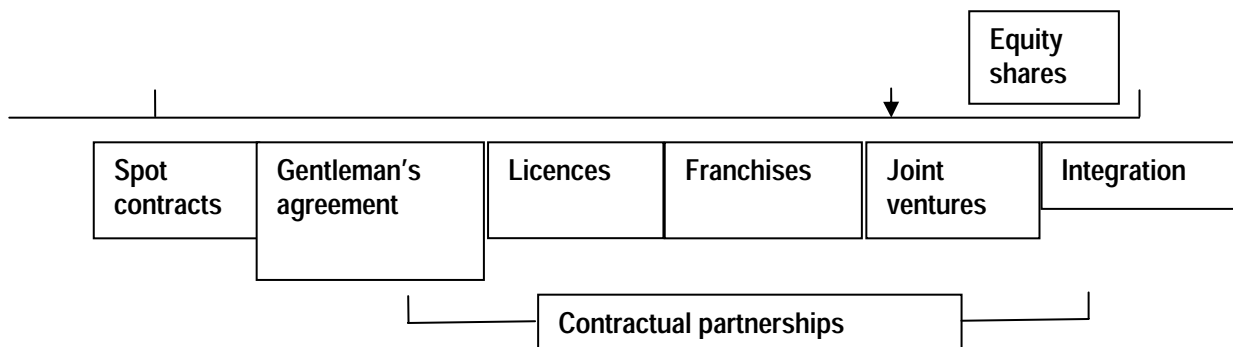 Equity
shares
Spot
contracts
Gentleman's
agreement
Licences
Franchises
Joint
ventures
Integration
Contractual partnerships